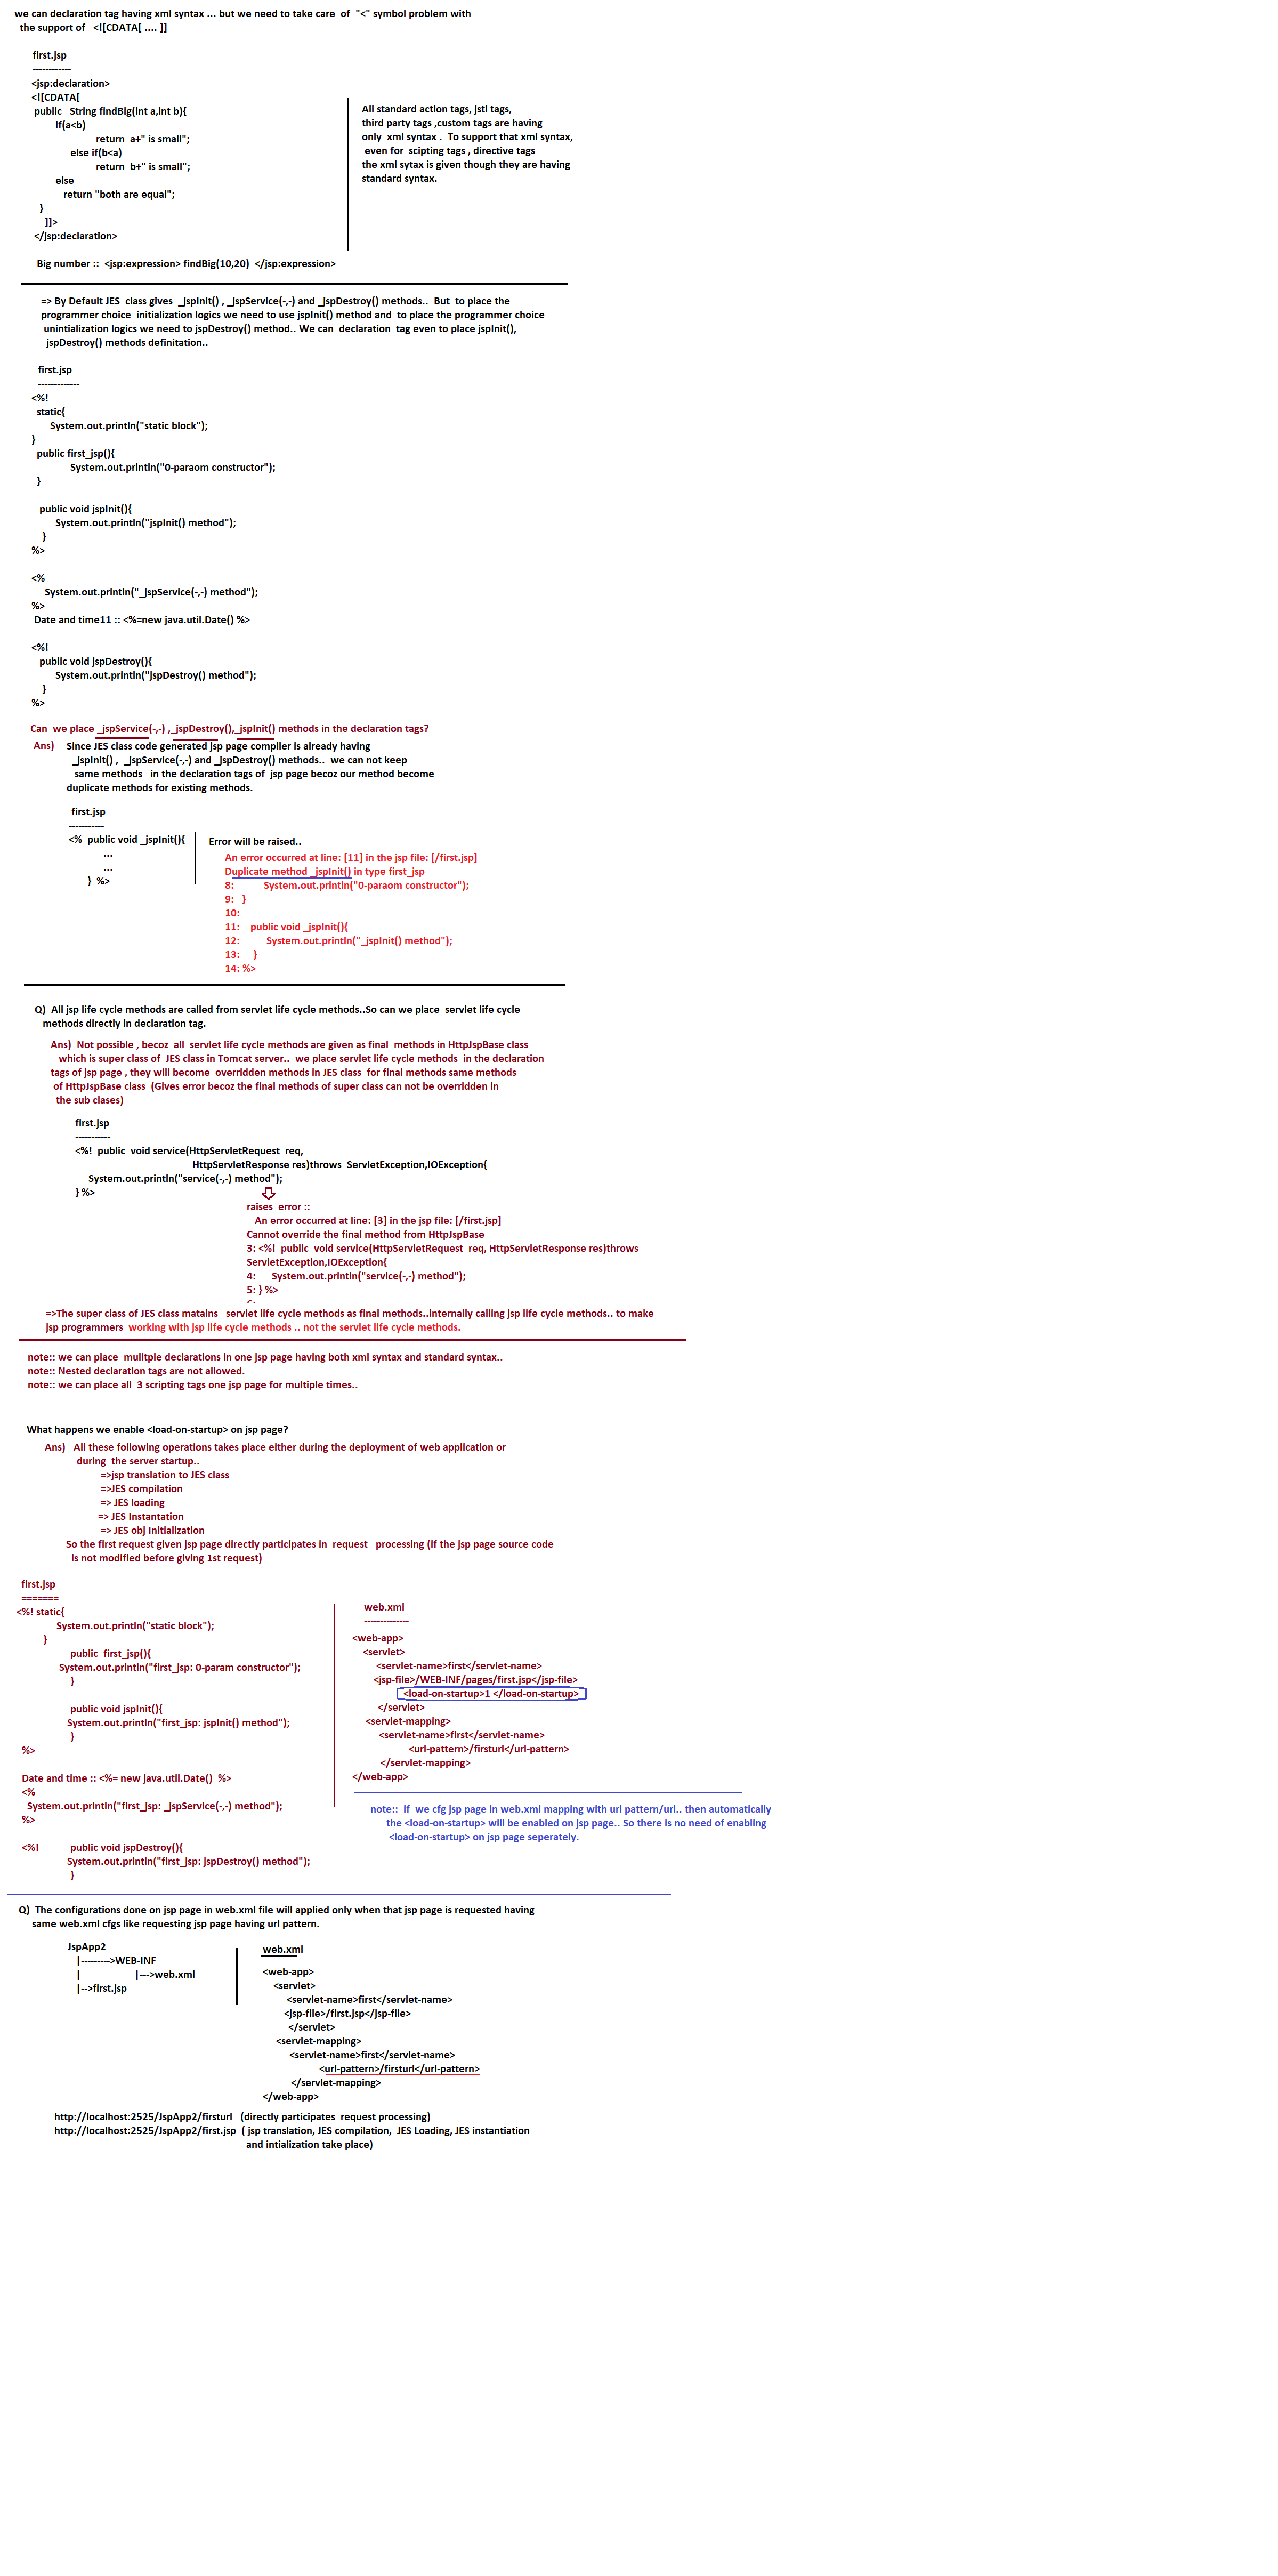 we can declaration tag having xml syntax ... but we need to take care  of  "<" symbol problem with
the support of   <![CDATA[ .... ]]
first.jsp
------------
<jsp:declaration>
<![CDATA[
public   String findBig(int a,int b){
if(a<b)
return  a+" is small";
else if(b<a)
return  b+" is small";
else
return "both are equal";
}
]]>
</jsp:declaration>
Big number ::  <jsp:expression> findBig(10,20)  </jsp:expression>
All standard action tags, jstl tags,
third party tags ,custom tags are having
only  xml syntax .  To support that xml syntax,
even for  scipting tags , directive tags
the xml sytax is given though they are having
standard syntax.
=> By Default JES  class gives  _jspInit() , _jspService(-,-) and _jspDestroy() methods..  But  to place the
programmer choice  initialization logics we need to use jspInit() method and  to place the programmer choice
unintialization logics we need to jspDestroy() method.. We can  declaration  tag even to place jspInit(),
jspDestroy() methods definitation..
first.jsp
-------------
<%!
static{
System.out.println("static block");
}
public first_jsp(){
System.out.println("0-paraom constructor");
}
public void jspInit(){
System.out.println("jspInit() method");
}
%>
<%
System.out.println("_jspService(-,-) method");
%>
Date and time11 :: <%=new java.util.Date() %>
<%!
public void jspDestroy(){
System.out.println("jspDestroy() method");
}
%>
Can  we place _jspService(-,-) ,_jspDestroy(),_jspInit() methods in the declaration tags?
Ans)    Since JES class code generated jsp page compiler is already having
_jspInit() ,  _jspService(-,-) and _jspDestroy() methods..  we can not keep
same methods   in the declaration tags of  jsp page becoz our method become
duplicate methods for existing methods.
first.jsp
-----------
<%  public void _jspInit(){
...
...
}  %>
Error will be raised..
An error occurred at line: [11] in the jsp file: [/first.jsp]
Duplicate method _jspInit() in type first_jsp
8:          System.out.println("0-paraom constructor");
9:   }
10:
11:    public void _jspInit(){
12:          System.out.println("_jspInit() method");
13:     }
14: %>
Q)  All jsp life cycle methods are called from servlet life cycle methods..So can we place  servlet life cycle
methods directly in declaration tag.
Ans)  Not possible , becoz  all  servlet life cycle methods are given as final  methods in HttpJspBase class
which is super class of  JES class in Tomcat server..  we place servlet life cycle methods  in the declaration
tags of jsp page , they will become  overridden methods in JES class  for final methods same methods
of HttpJspBase class  (Gives error becoz the final methods of super class can not be overridden in
the sub clases)
first.jsp
-----------
<%!  public  void service(HttpServletRequest  req,
HttpServletResponse res)throws  ServletException,IOException{
System.out.println("service(-,-) method");
} %>
raises  error ::
An error occurred at line: [3] in the jsp file: [/first.jsp]
Cannot override the final method from HttpJspBase
3: <%!  public  void service(HttpServletRequest  req, HttpServletResponse res)throws
ServletException,IOException{
4:      System.out.println("service(-,-) method");
5: } %>
=>The super class of JES class matains   servlet life cycle methods as final methods..internally calling jsp life cycle methods.. to make
jsp programmers  working with jsp life cycle methods .. not the servlet life cycle methods.
note:: we can place  mulitple declarations in one jsp page having both xml syntax and standard syntax..
note:: Nested declaration tags are not allowed.
note:: we can place all  3 scripting tags one jsp page for multiple times..
What happens we enable <load-on-startup> on jsp page?
Ans)   All these following operations takes place either during the deployment of web application or
during  the server startup..
=>jsp translation to JES class
=>JES compilation
=> JES loading
=> JES Instantation
=> JES obj Initialization
So the first request given jsp page directly participates in  request   processing (if the jsp page source code
is not modified before giving 1st request)
first.jsp
=======
<%! static{
System.out.println("static block");
}
public  first_jsp(){
System.out.println("first_jsp: 0-param constructor");
}
public void jspInit(){
System.out.println("first_jsp: jspInit() method");
}
%>
Date and time :: <%= new java.util.Date()  %>
<%
System.out.println("first_jsp: _jspService(-,-) method");
%>
<%!          public void jspDestroy(){
System.out.println("first_jsp: jspDestroy() method");
}
web.xml
-------------
<web-app>
<servlet>
<servlet-name>first</servlet-name>
<jsp-file>/WEB-INF/pages/first.jsp</jsp-file>
<load-on-startup>1 </load-on-startup>
</servlet>
<servlet-mapping>
<servlet-name>first</servlet-name>
<url-pattern>/firsturl</url-pattern>
</servlet-mapping>
</web-app>
note::  if  we cfg jsp page in web.xml mapping with url pattern/url.. then automatically
the <load-on-startup> will be enabled on jsp page.. So there is no need of enabling
<load-on-startup> on jsp page seperately.
Q)  The configurations done on jsp page in web.xml file will applied only when that jsp page is requested having
same web.xml cfgs like requesting jsp page having url pattern.
JspApp2
|--------->WEB-INF
|                    |--->web.xml
|-->first.jsp
web.xml
<web-app>
<servlet>
<servlet-name>first</servlet-name>
<jsp-file>/first.jsp</jsp-file>
</servlet>
<servlet-mapping>
<servlet-name>first</servlet-name>
<url-pattern>/firsturl</url-pattern>
</servlet-mapping>
</web-app>
http://localhost:2525/JspApp2/firsturl   (directly participates  request processing)
http://localhost:2525/JspApp2/first.jsp  ( jsp translation, JES compilation,  JES Loading, JES instantiation
and intialization take place)